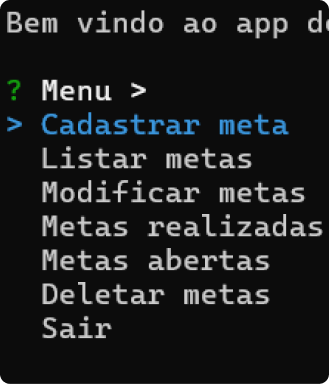 Bem vindo ao app de
? Menu >
> Cadastrar meta
Listar metas
Modificar metas
Metas realizadas
Metas abertas
Deletar metas
Sair